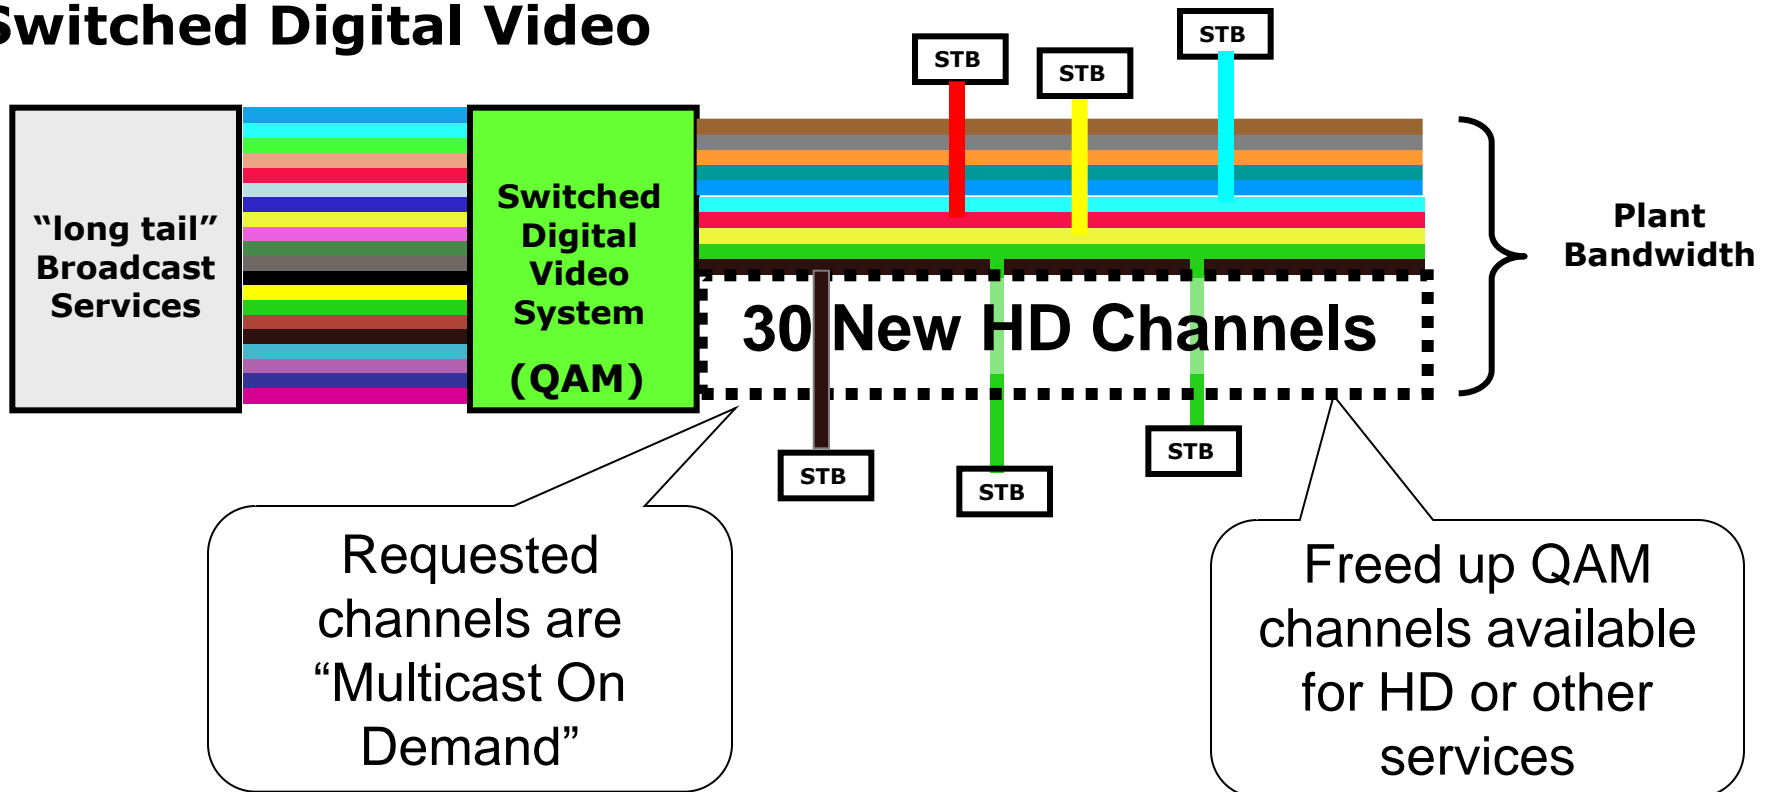 Switched Digital Video
STB
STB
STB
“long tail”
Broadcast
Services
Switched
Digital
Video
System
(QAM)
30 New HD Channels
Plant
Bandwidth
STB
STB
STB
Requested
channels are
“Multicast On
Demand”
Freed up QAM
channels available
for HD or other
services